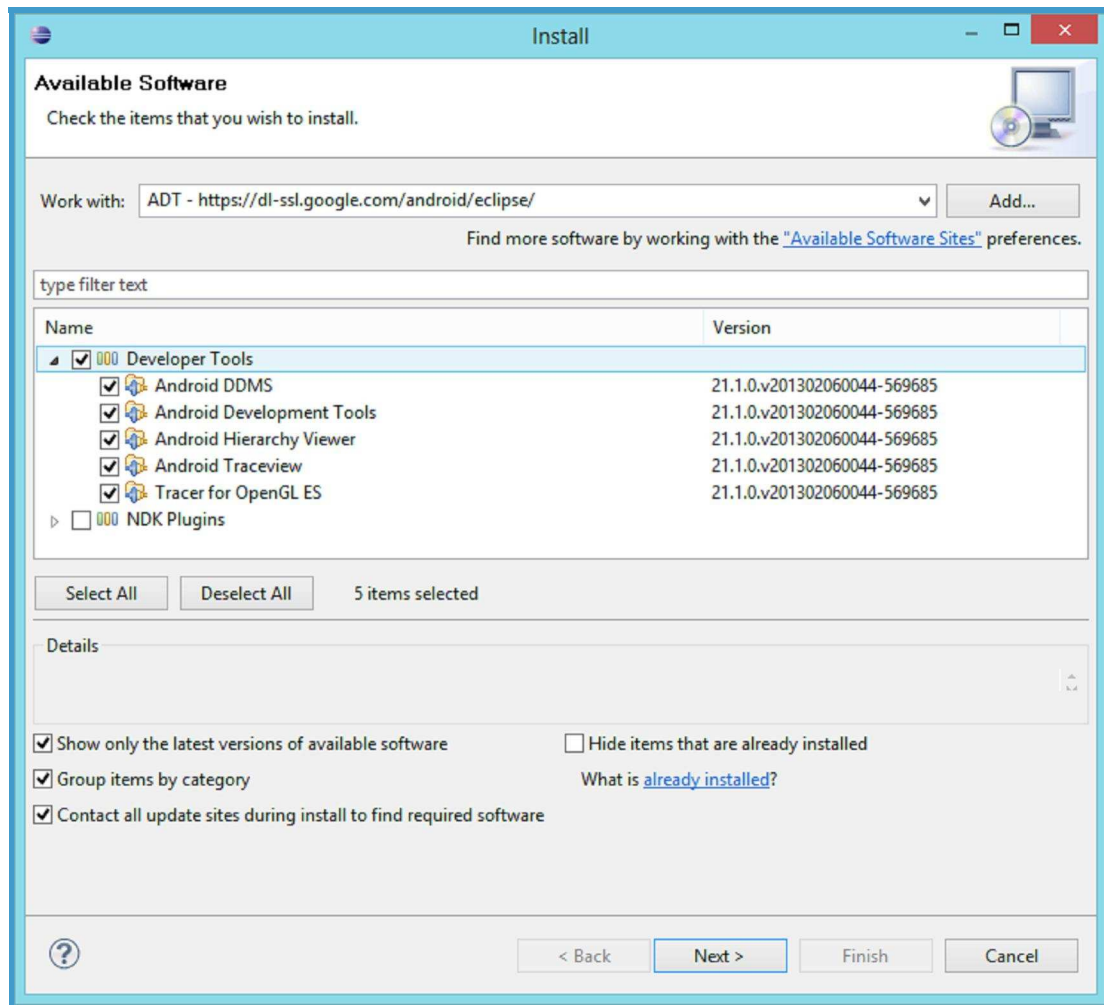 Install
Available Software
Check the items that you wish to install.
Work with: ADT - https://dl-ssl.google.com/android/eclipse/ Add...
Find more software by working with the "Available Software Sites" preferences.
type filter text
Name Version
Developer Tools
Android DDMS 21.1.0.v201302060044-569685
Android Development Tools 21.1.0.v201302060044-569685
Android Hierarchy Viewer 21.1.0.v201302060044-569685
Android Traceview 21.1.0.v201302060044-569685
Tracer for OpenGL ES 21.1.0.v201302060044-569685
NDK Plugins
Select All Deselect All 5 items selected
Details
Show only the latest versions of available software Hide items that are already installed
Group items by category What is already installed?
Contact all update sites during install to find required software
? < Back Next > Finish Cancel